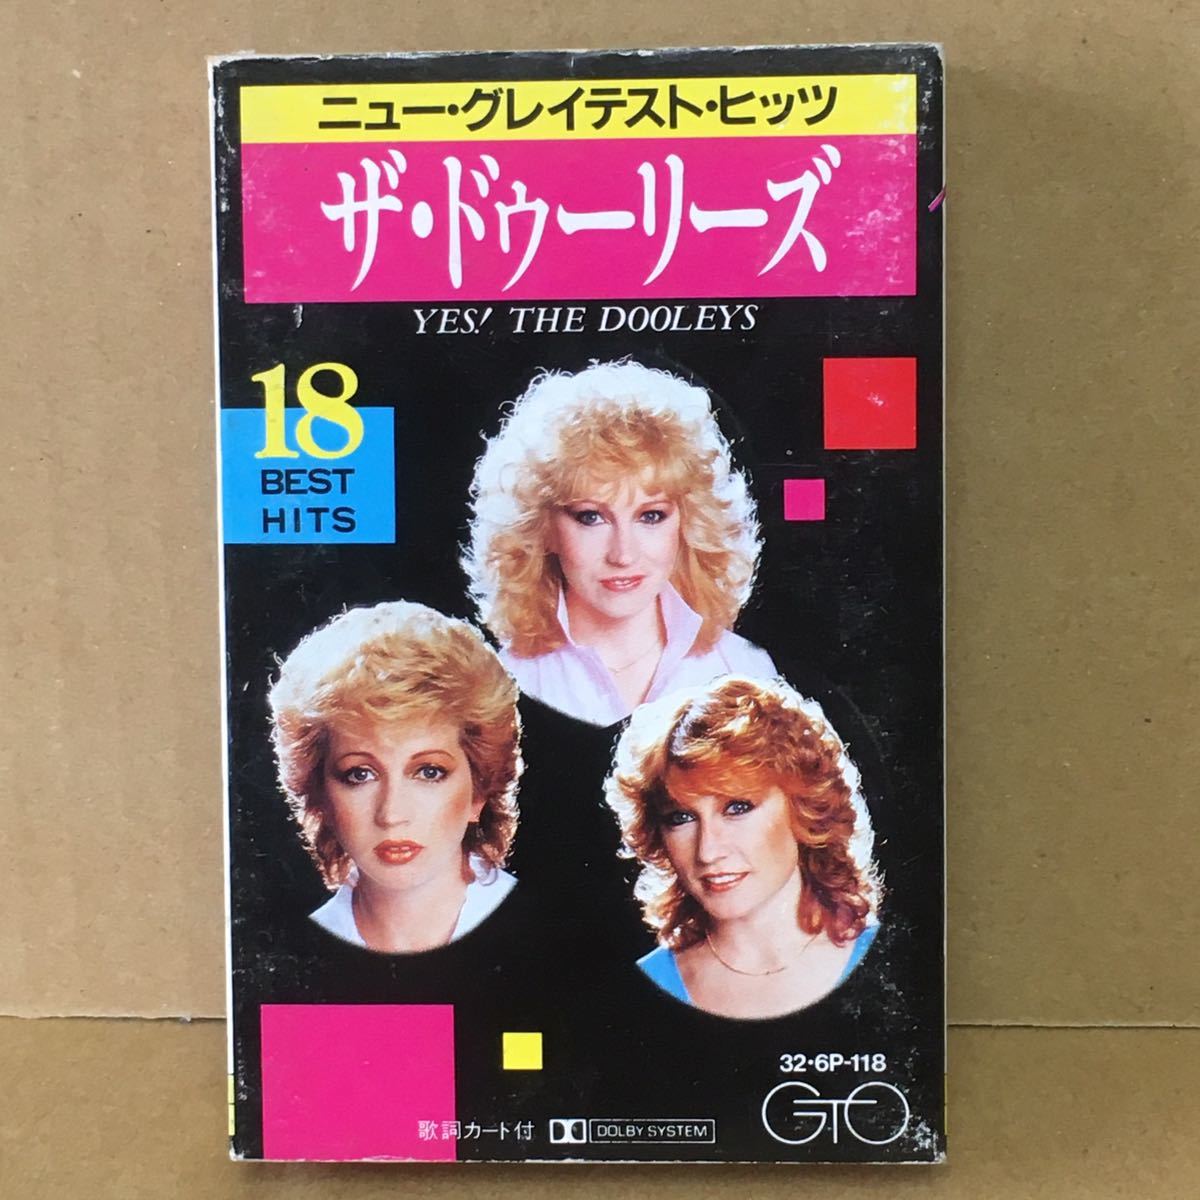 ニュー・グレイテスト・ヒッツ
ザ・ドゥーリーズ
YES! THE DOOLEYS
18
BEST
HITS
32・6P-118
GTO
歌詞カード付 DOLBY SYSTEM